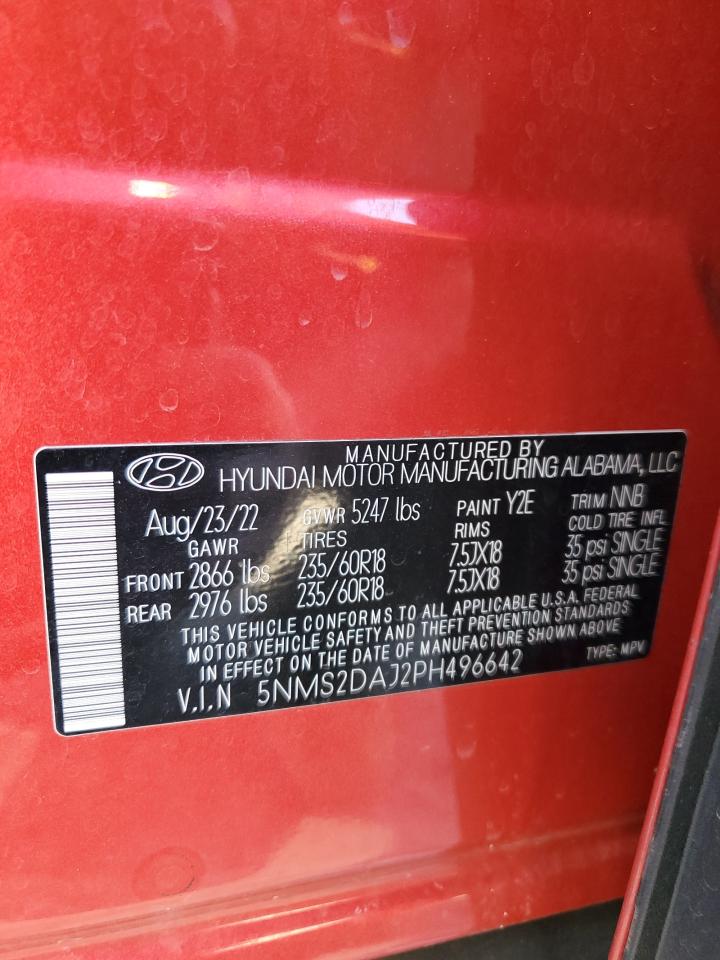 MANUFACTURED BY
HYUNDAI MOTOR MANUFACTURING ALABAMA, LLC
Aug/23/22 GVWR 5247 lbs PAINT Y2E TRIM NNB
GAWR TIRES RIMS COLD TIRE INFL
FRONT 2866 lbs 235/60R18 7.5JX18 35 psi SINGLE
REAR 2976 lbs 235/60R18 7.5JX18 35 psi SINGLE
THIS VEHICLE CONFORMS TO ALL APPLICABLE U.S.A. FEDERAL
MOTOR VEHICLE SAFETY AND THEFT PREVENTION STANDARDS
IN EFFECT ON THE DATE OF MANUFACTURE SHOWN ABOVE
V.I.N 5NMS2DAJ2PH496642 TYPE: MPV